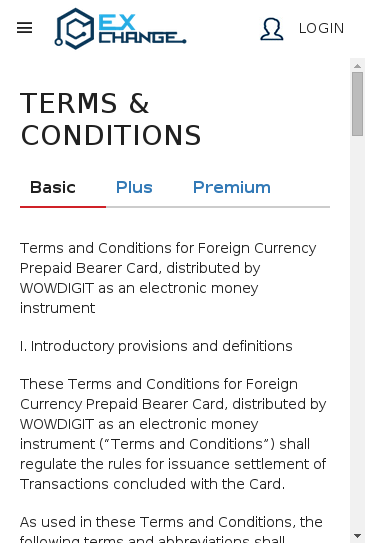 EX
CHANGE
LOGIN
TERMS &
CONDITIONS
Basic Plus Premium
Terms and Conditions for Foreign Currency
Prepaid Bearer Card, distributed by
WOWDIGIT as an electronic money
instrument
I. Introductory provisions and definitions
These Terms and Conditions for Foreign
Currency Prepaid Bearer Card, distributed by
WOWDIGIT as an electronic money
instrument (“Terms and Conditions”) shall
regulate the rules for issuance settlement of
Transactions concluded with the Card.
As used in these Terms and Conditions, the
following terms and abbreviations shall